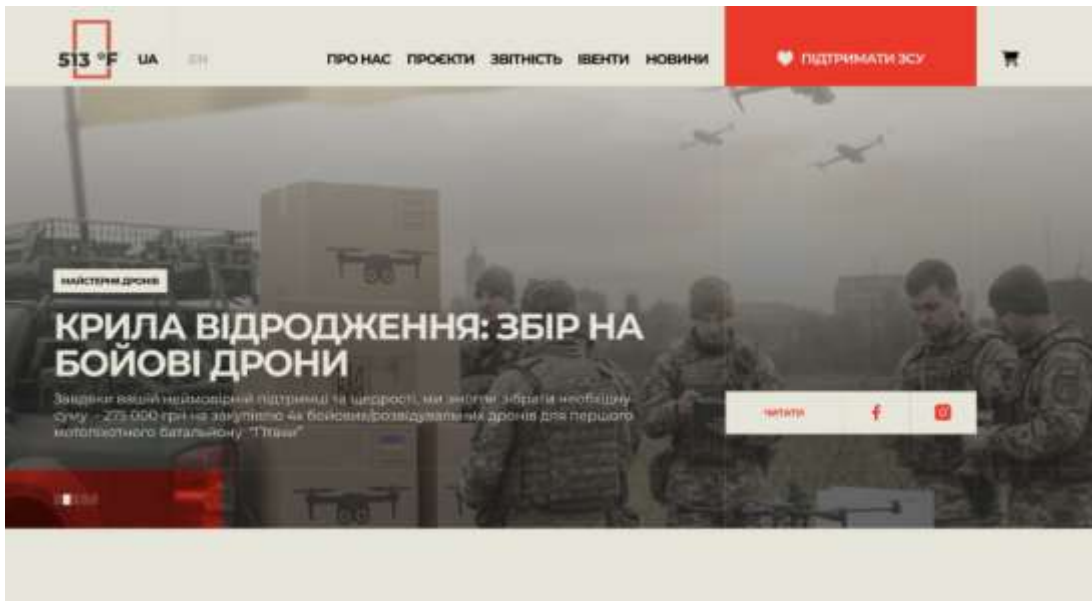 513 °F
UA
EN
ПРО НАС ПРОЄКТИ ЗВІТНІСТЬ ІВЕНТИ НОВИНИ
ПІДТРИМАТИ ЗСУ
МАЙСТЕРНЯ ДРОНІВ
КРИЛА ВІДРОДЖЕННЯ: ЗБІР НА
БОЙОВІ ДРОНИ
Завдяки вашій неймовірній підтримці та щедрості, ми змогли зібрати необхідну
суму - 275 000 грн на закупівлю 4х бойових/розвідувальних дронів для першого
мотопіхотного батальйону
ЧИТАТИ